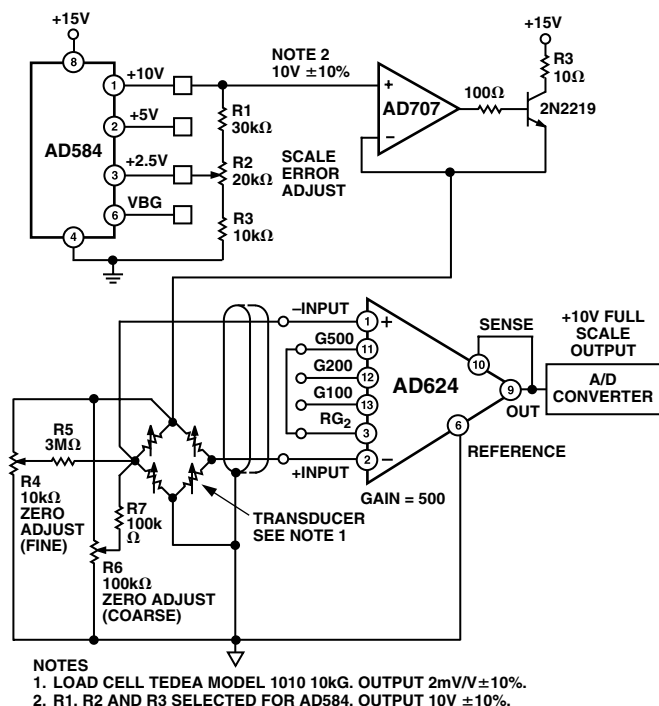 +15V
+15V
8
NOTE 2
10V ±10%
R3
10Ω
1
+10V
+
AD707
100Ω
2N2219
R1
30kΩ
2
+5V
AD584
−
3
+2.5V
R2
20kΩ
SCALE
ERROR
ADJUST
6
VBG
R3
10kΩ
4
−INPUT
1
+
SENSE
+10V FULL
SCALE
OUTPUT
G500
11
10
G200
12
AD624
9
A/D
CONVERTER
G100
13
OUT
RG2
3
6
R5
3MΩ
REFERENCE
+INPUT
2
−
R4
10kΩ
ZERO
ADJUST
(FINE)
GAIN = 500
R7
100k
Ω
TRANSDUCER
SEE NOTE 1
R6
100kΩ
ZERO ADJUST
(COARSE)
NOTES
1. LOAD CELL TEDEA MODEL 1010 10kG. OUTPUT 2mV/V±10%.
2. R1, R2 AND R3 SELECTED FOR AD584. OUTPUT 10V ±10%.